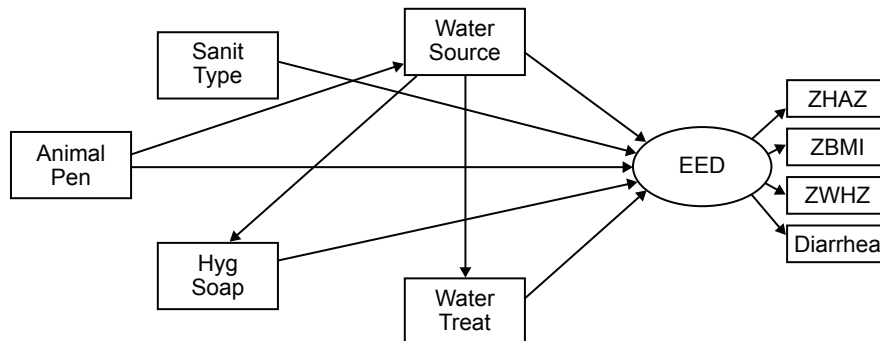 Sanit
Type
Water
Source
Animal
Pen
Hyg
Soap
Water
Treat
EED
ZHAZ
ZBMI
ZWHZ
Diarrhea